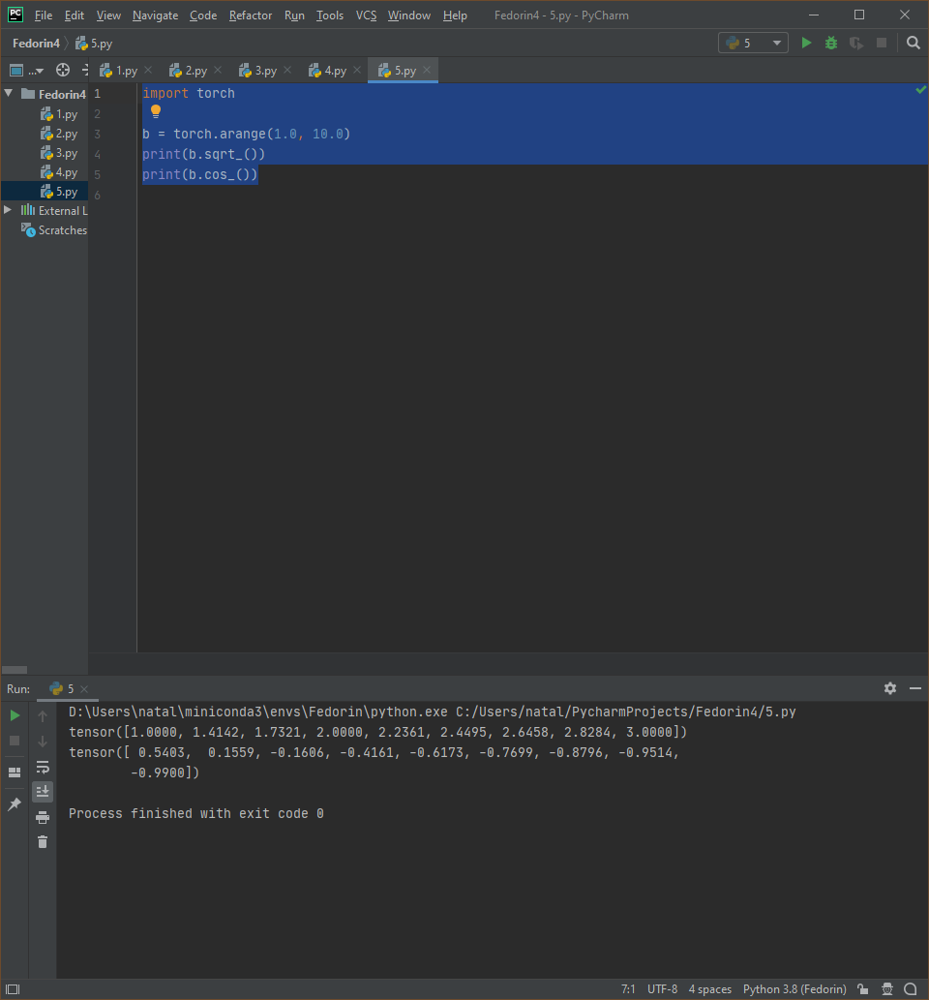 PC File Edit View Navigate Code Refactor Run Tools VCS Window Help Fedorin4 - 5.py - PyCharm
Fedorin4 5.py 5
... 1.py 2.py 3.py 4.py 5.py
Fedorin4
1.py
2.py
3.py
4.py
5.py
External L
Scratches
1 import torch
2
3 b = torch.arange(1.0, 10.0)
4 print(b.sqrt_())
5 print(b.cos_())
6
Run: 5
D:\Users\natal\miniconda3\envs\Fedorin\python.exe C:/Users/natal/PycharmProjects/Fedorin4/5.py
tensor([1.0000, 1.4142, 1.7321, 2.0000, 2.2361, 2.4495, 2.6458, 2.8284, 3.0000])
tensor([ 0.5403,  0.1559, -0.1606, -0.4161, -0.6173, -0.7699, -0.8796, -0.9514,
        -0.9900])
Process finished with exit code 0
7:1 UTF-8 4 spaces Python 3.8 (Fedorin)